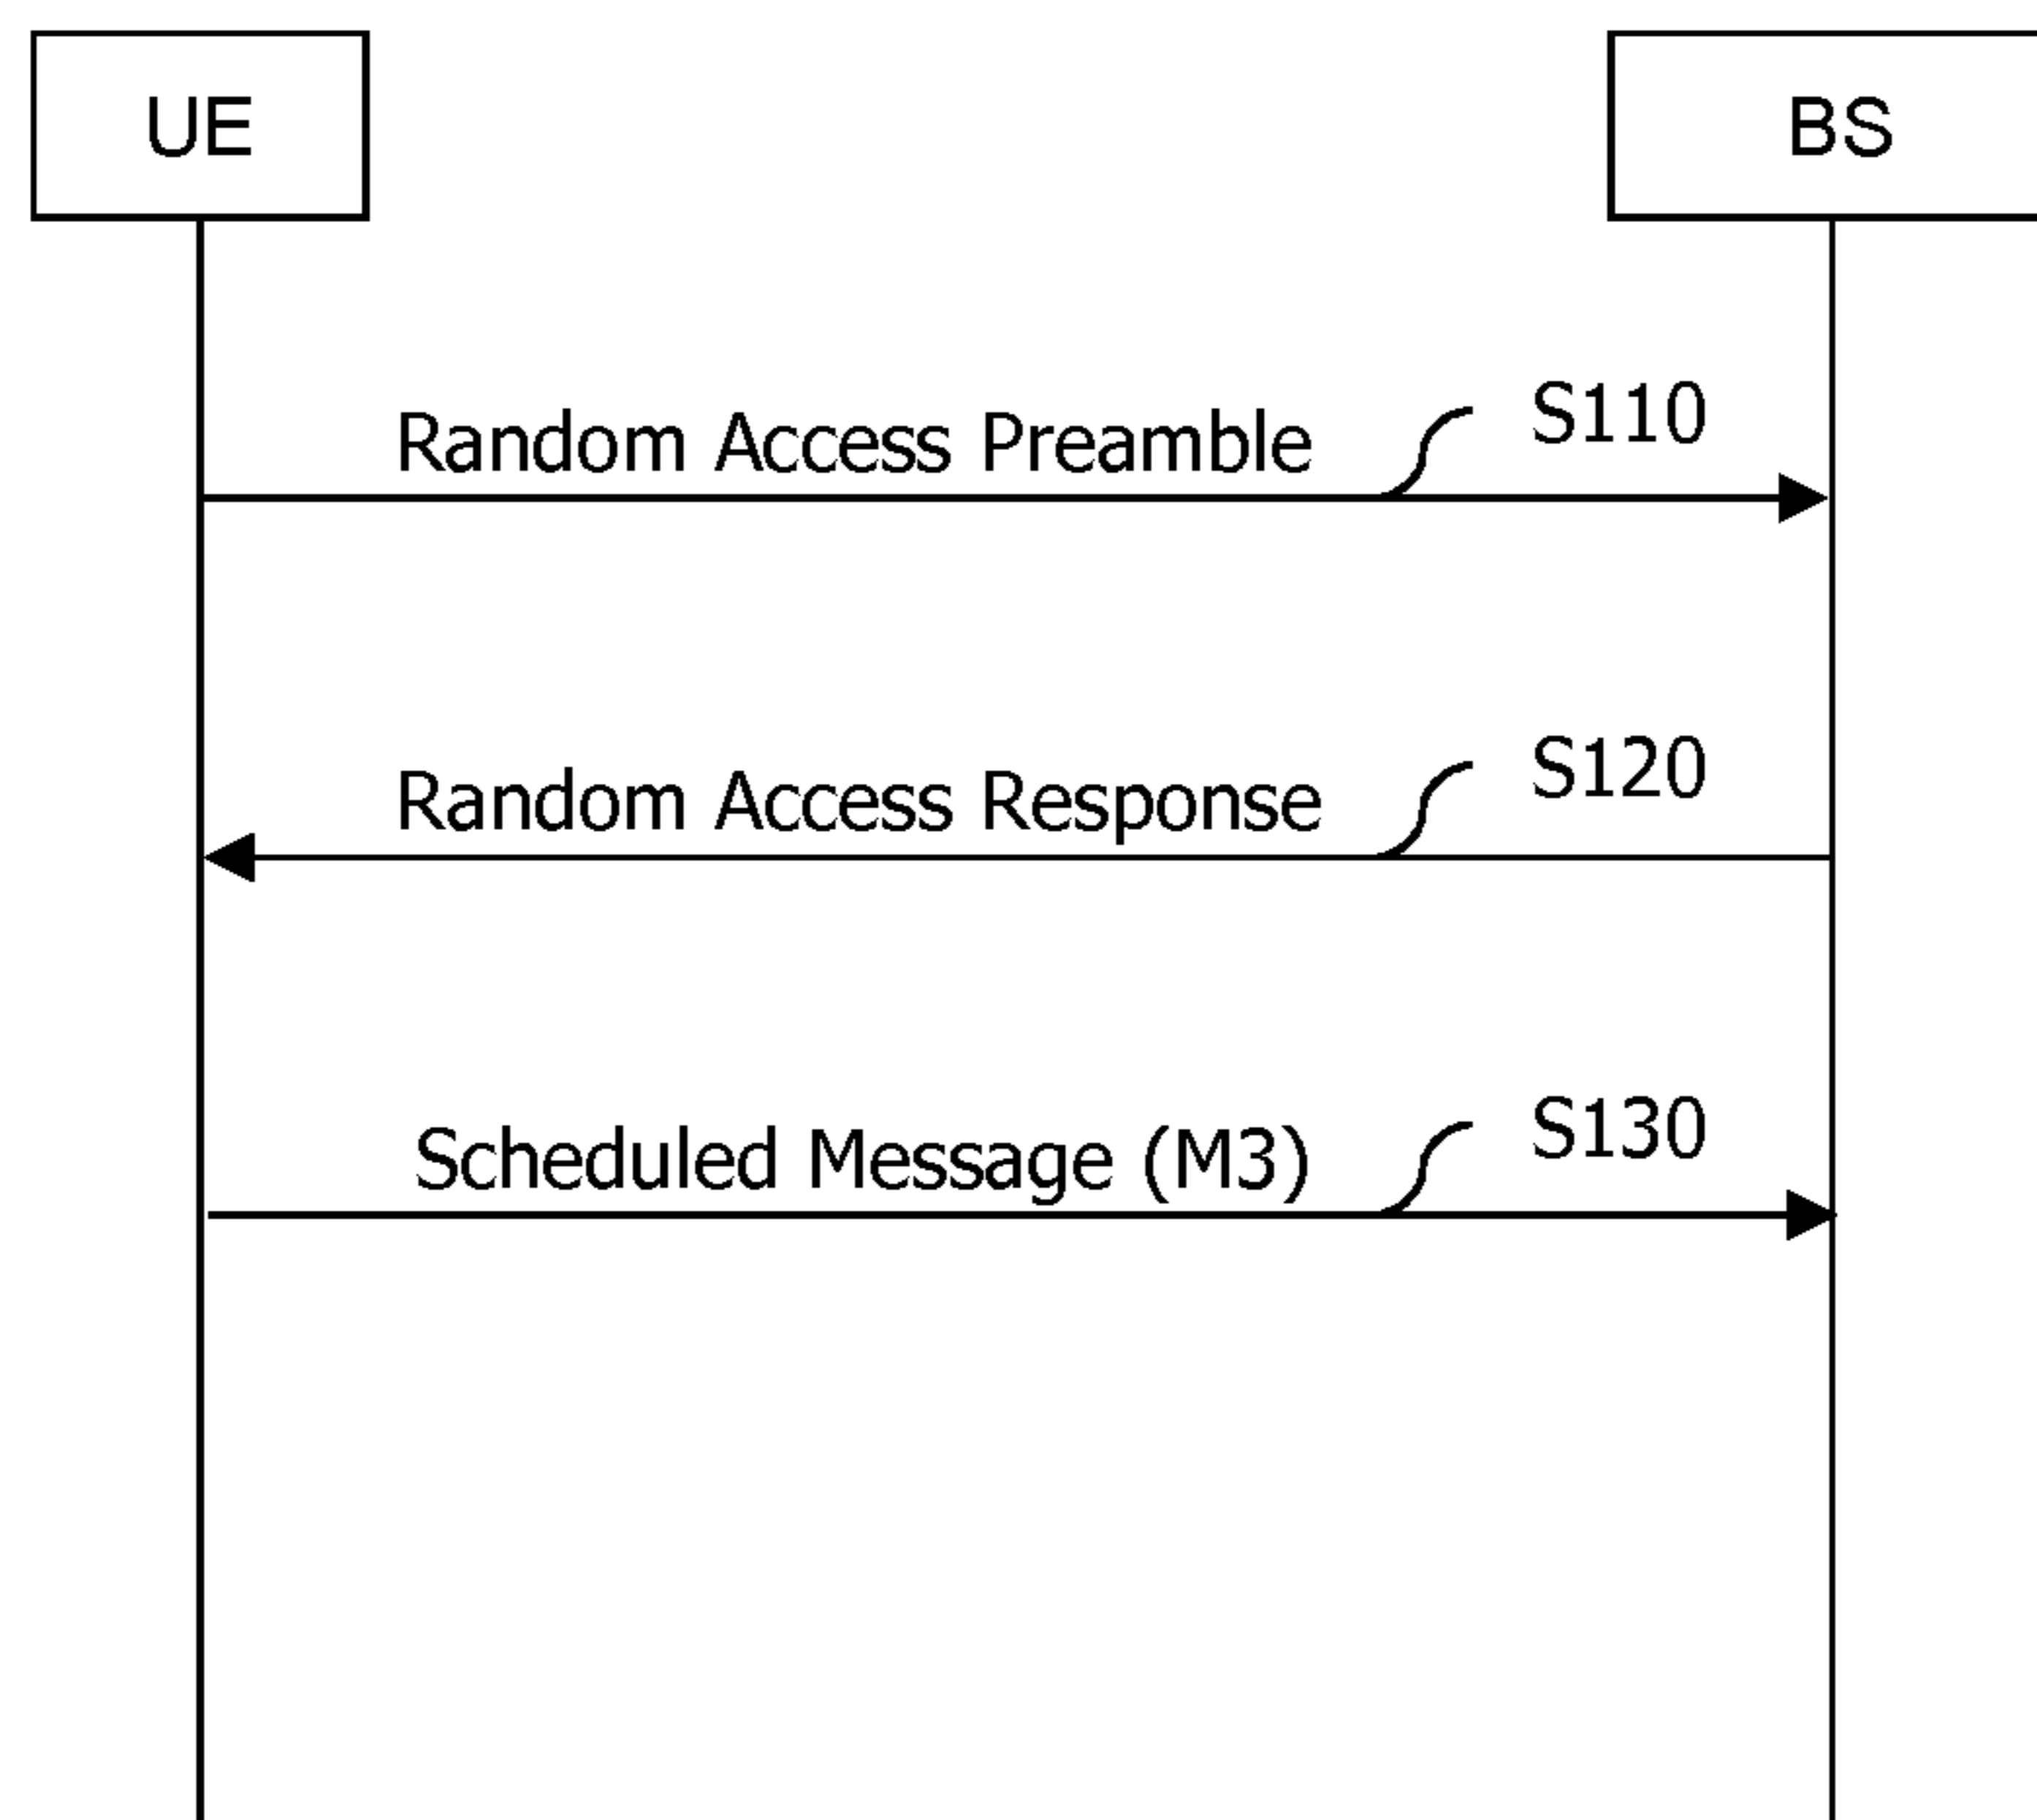 UE
BS
Random Access Preamble
S110
Random Access Response
S120
Scheduled Message (M3)
S130